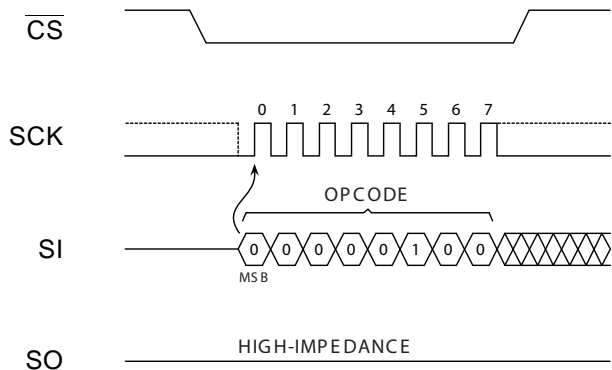 CS
0 1 2 3 4 5 6 7
SCK
OPCODE
SI
0 0 0 0 0 1 0 0
MSB
HIGH-IMPEDANCE
SO